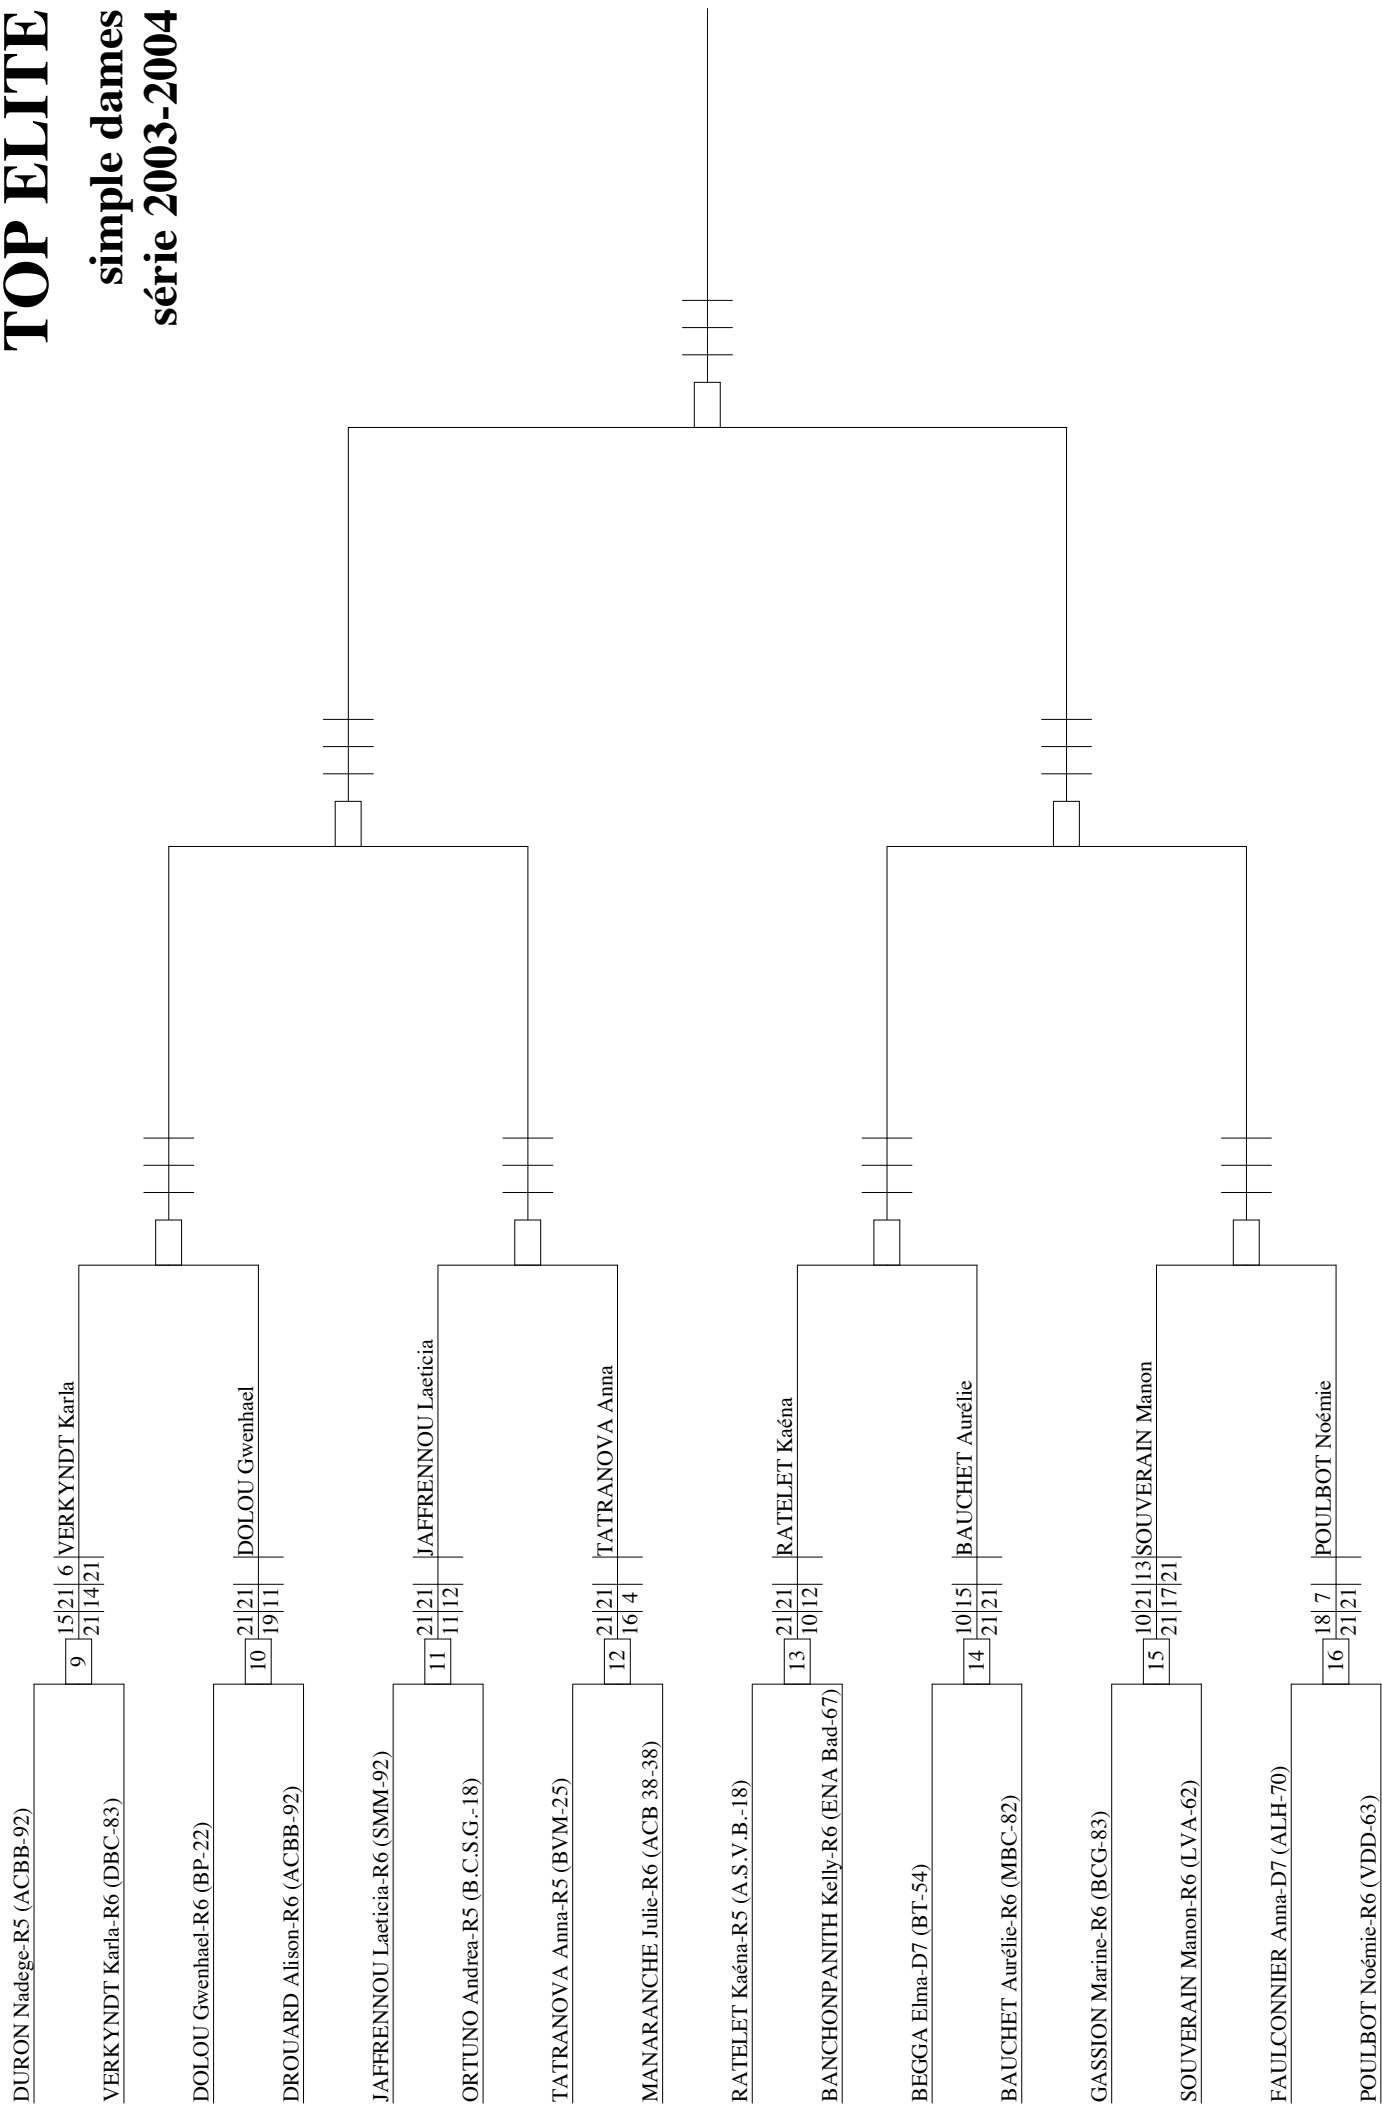 TOP ELITE
simple dames
série 2003-2004
DURON Nadege-R5 (ACBB-92)
9
15 21 6 VERKYNDT Karla
21 14 21
VERKYNDT Karla-R6 (DBC-83)
DOLOU Gwenhael-R6 (BP-22)
10
21 21 DOLOU Gwenhael
19 11
DROUARD Alison-R6 (ACBB-92)
JAFFRENNOU Laeticia-R6 (SMM-92)
11
21 21 JAFFRENNOU Laeticia
11 12
ORTUNO Andrea-R5 (B.C.S.G.-18)
TATRANOVA Anna-R5 (BVM-25)
12
21 21 TATRANOVA Anna
16 4
MANARANCHE Julie-R6 (ACB 38-38)
RATELET Kaéna-R5 (A.S.V.B.-18)
13
21 21 RATELET Kaéna
10 12
BANCHONPANITH Kelly-R6 (ENA Bad-67)
BEGGA Elma-D7 (BT-54)
14
10 15 BAUCHET Aurélie
21 21
BAUCHET Aurélie-R6 (MBC-82)
GASSION Marine-R6 (BCG-83)
15
10 21 13 SOUVERAIN Manon
21 17 21
SOUVERAIN Manon-R6 (LVA-62)
FAULCONNIER Anna-D7 (ALH-70)
16
18 7 POULBOT Noémie
21 21
POULBOT Noémie-R6 (VDD-63)